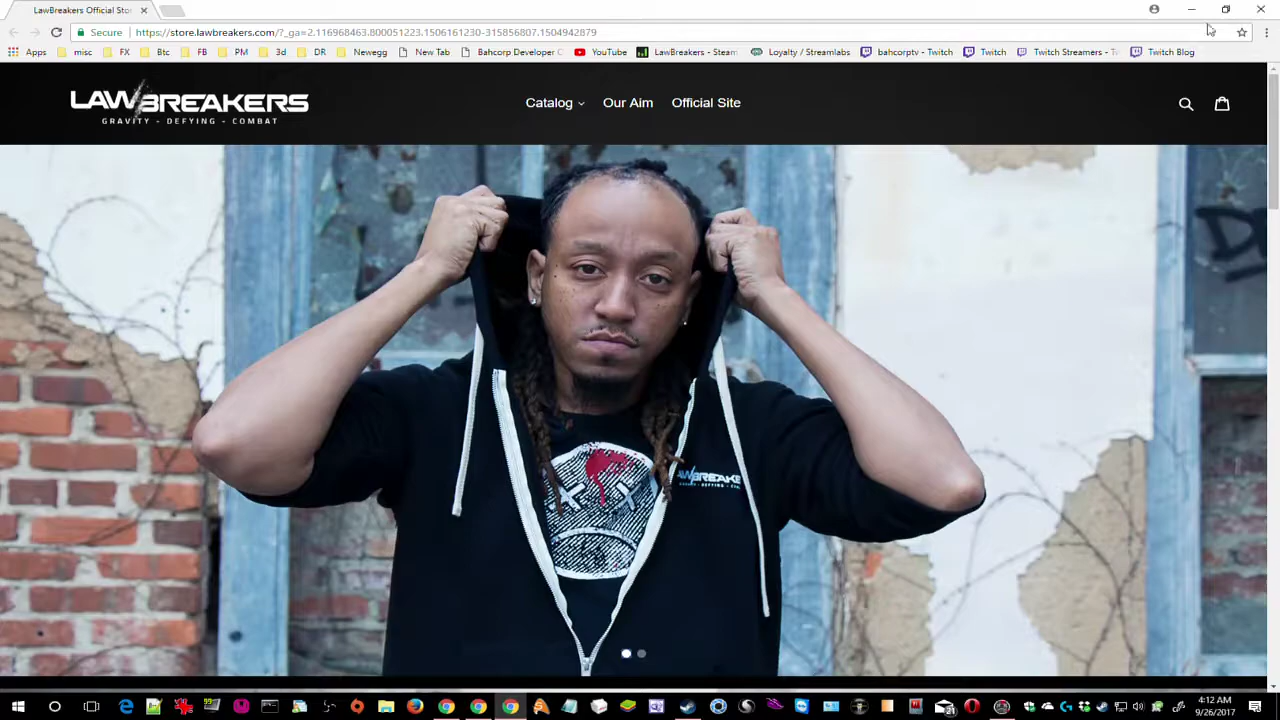 LawBreakers Official Stor
Secure https://store.lawbreakers.com/?_ga=2.116968463.800051223.1506161230-315856807.1504942879
Apps misc FX Btc FB PM 3d DR Newegg New Tab Bahcorp Developer YouTube LawBreakers - Steam Loyalty / Streamlabs bahcorptv - Twitch Twitch Twitch Streamers - Twitch Blog
LAWBREAKERS
GRAVITY - DEFYING - COMBAT
Catalog Our Aim Official Site
4:12 AM
9/26/2017